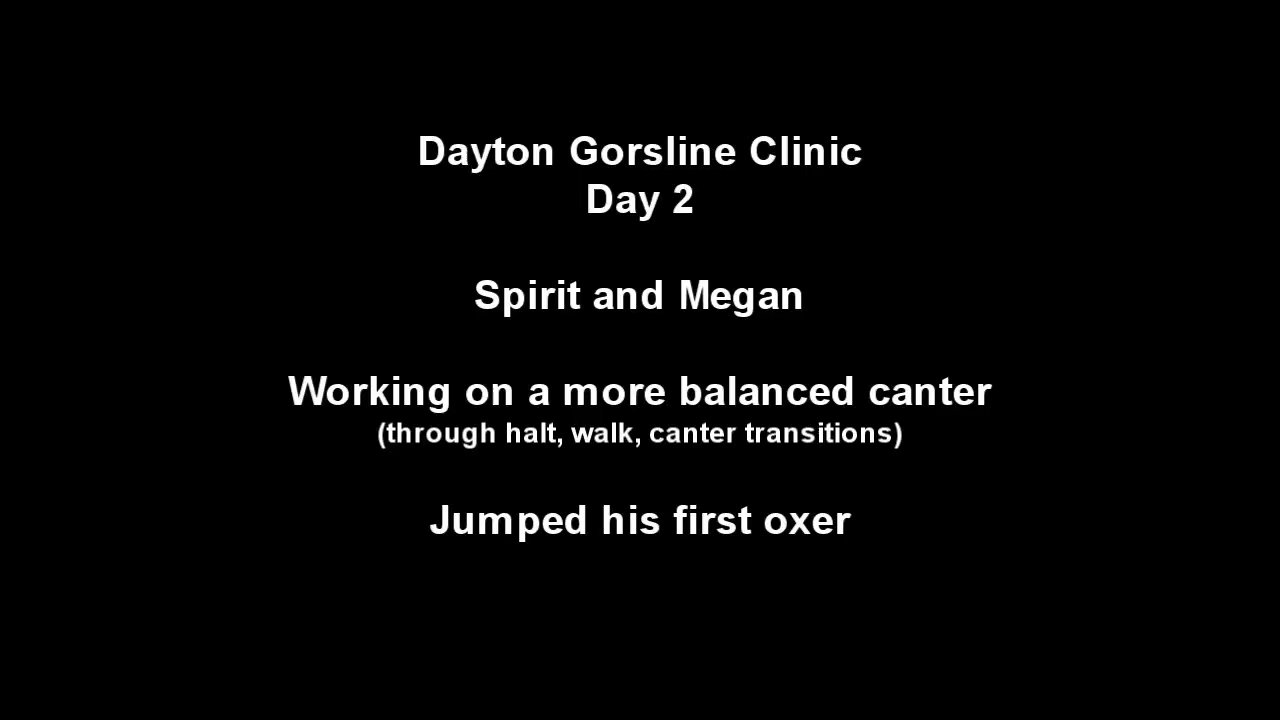 Dayton Gorsline Clinic
Day 2
Spirit and Megan
Working on a more balanced canter
(through halt, walk, canter transitions)
Jumped his first oxer